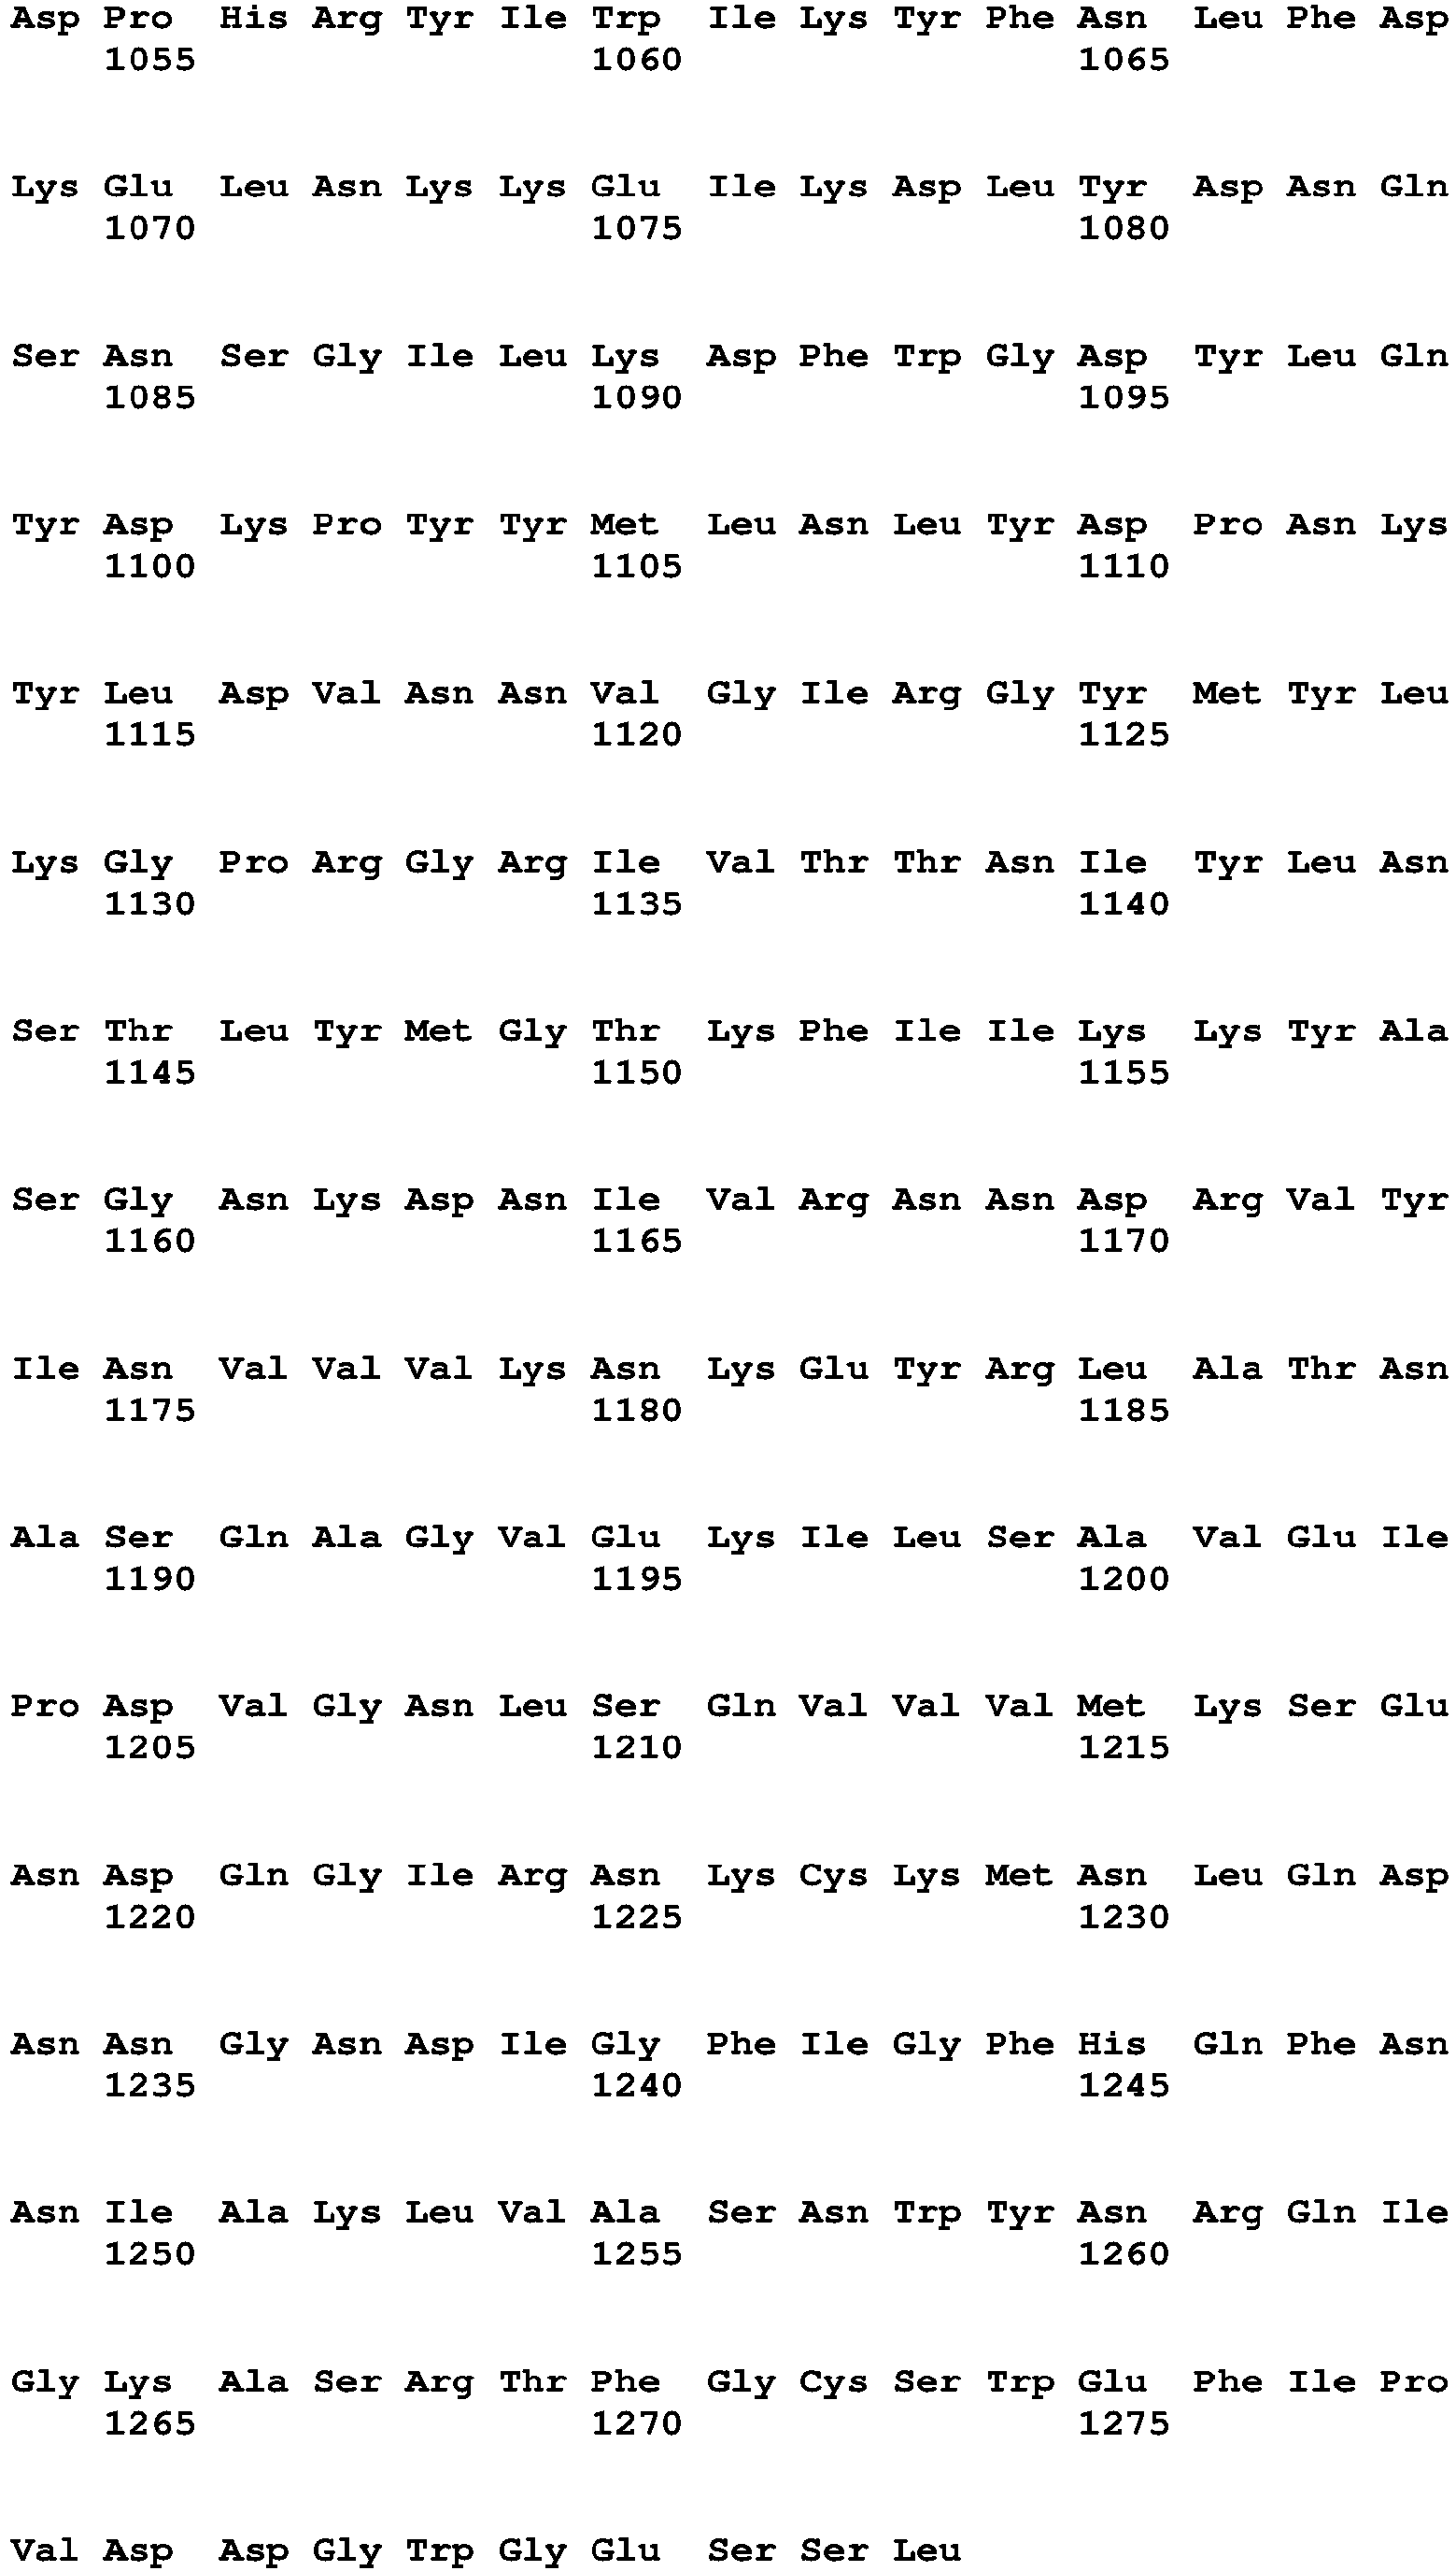 Asp Pro His Arg Tyr Ile Trp Ile Lys Tyr Phe Asn Leu Phe Asp
1055 1060 1065
Lys Glu Leu Asn Lys Lys Glu Ile Lys Asp Leu Tyr Asp Asn Gln
1070 1075 1080
Ser Asn Ser Gly Ile Leu Lys Asp Phe Trp Gly Asp Tyr Leu Gln
1085 1090 1095
Tyr Asp Lys Pro Tyr Tyr Met Leu Asn Leu Tyr Asp Pro Asn Lys
1100 1105 1110
Tyr Leu Asp Val Asn Asn Val Gly Ile Arg Gly Tyr Met Tyr Leu
1115 1120 1125
Lys Gly Pro Arg Gly Arg Ile Val Thr Thr Asn Ile Tyr Leu Asn
1130 1135 1140
Ser Thr Leu Tyr Met Gly Thr Lys Phe Ile Ile Lys Lys Tyr Ala
1145 1150 1155
Ser Gly Asn Lys Asp Asn Ile Val Arg Asn Asn Asp Arg Val Tyr
1160 1165 1170
Ile Asn Val Val Val Lys Asn Lys Glu Tyr Arg Leu Ala Thr Asn
1175 1180 1185
Ala Ser Gln Ala Gly Val Glu Lys Ile Leu Ser Ala Val Glu Ile
1190 1195 1200
Pro Asp Val Gly Asn Leu Ser Gln Val Val Val Met Lys Ser Glu
1205 1210 1215
Asn Asp Gln Gly Ile Arg Asn Lys Cys Lys Met Asn Leu Gln Asp
1220 1225 1230
Asn Asn Gly Asn Asp Ile Gly Phe Ile Gly Phe His Gln Phe Asn
1235 1240 1245
Asn Ile Ala Lys Leu Val Ala Ser Asn Trp Tyr Asn Arg Gln Ile
1250 1255 1260
Gly Lys Ala Ser Arg Thr Phe Gly Cys Ser Trp Glu Phe Ile Pro
1265 1270 1275
Val Asp Asp Gly Trp Gly Glu Ser Ser Leu